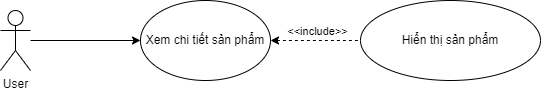 User
Xem chi tiết sản phẩm
<<include>>
Hiển thị sản phẩm